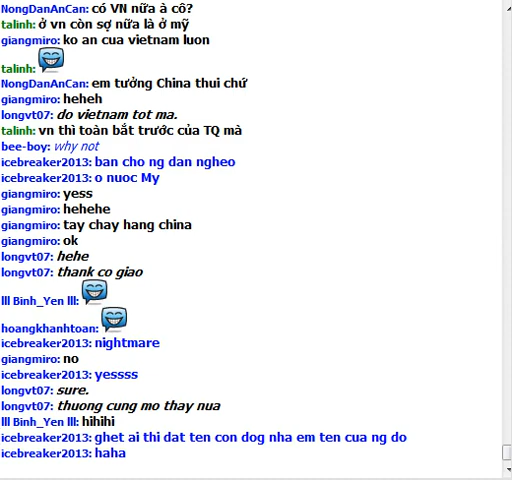 NongDanAnCan: có VN nữa à cô?
talinh: ở vn còn sợ nữa là ở mỹ
giangmiro: ko an cua vietnam luon
talinh:
NongDanAnCan: em tưởng China thui chứ
giangmiro: heheh
longvt07: do vietnam tot ma.
talinh: vn thì toàn bắt trước của TQ mà
bee-boy: why not
icebreaker2013: ban cho ng dan ngheo
icebreaker2013: o nuoc My
giangmiro: yess
giangmiro: hehehe
giangmiro: tay chay hang china
giangmiro: ok
longvt07: hehe
longvt07: thank co giao
lll Binh_Yen lll:
hoangkhanhtoan:
icebreaker2013: nightmare
giangmiro: no
icebreaker2013: yessss
longvt07: sure.
longvt07: thuong cung mo thay nua
lll Binh_Yen lll: hihihi
icebreaker2013: ghet ai thi dat ten con dog nha em ten cua ng do
icebreaker2013: haha